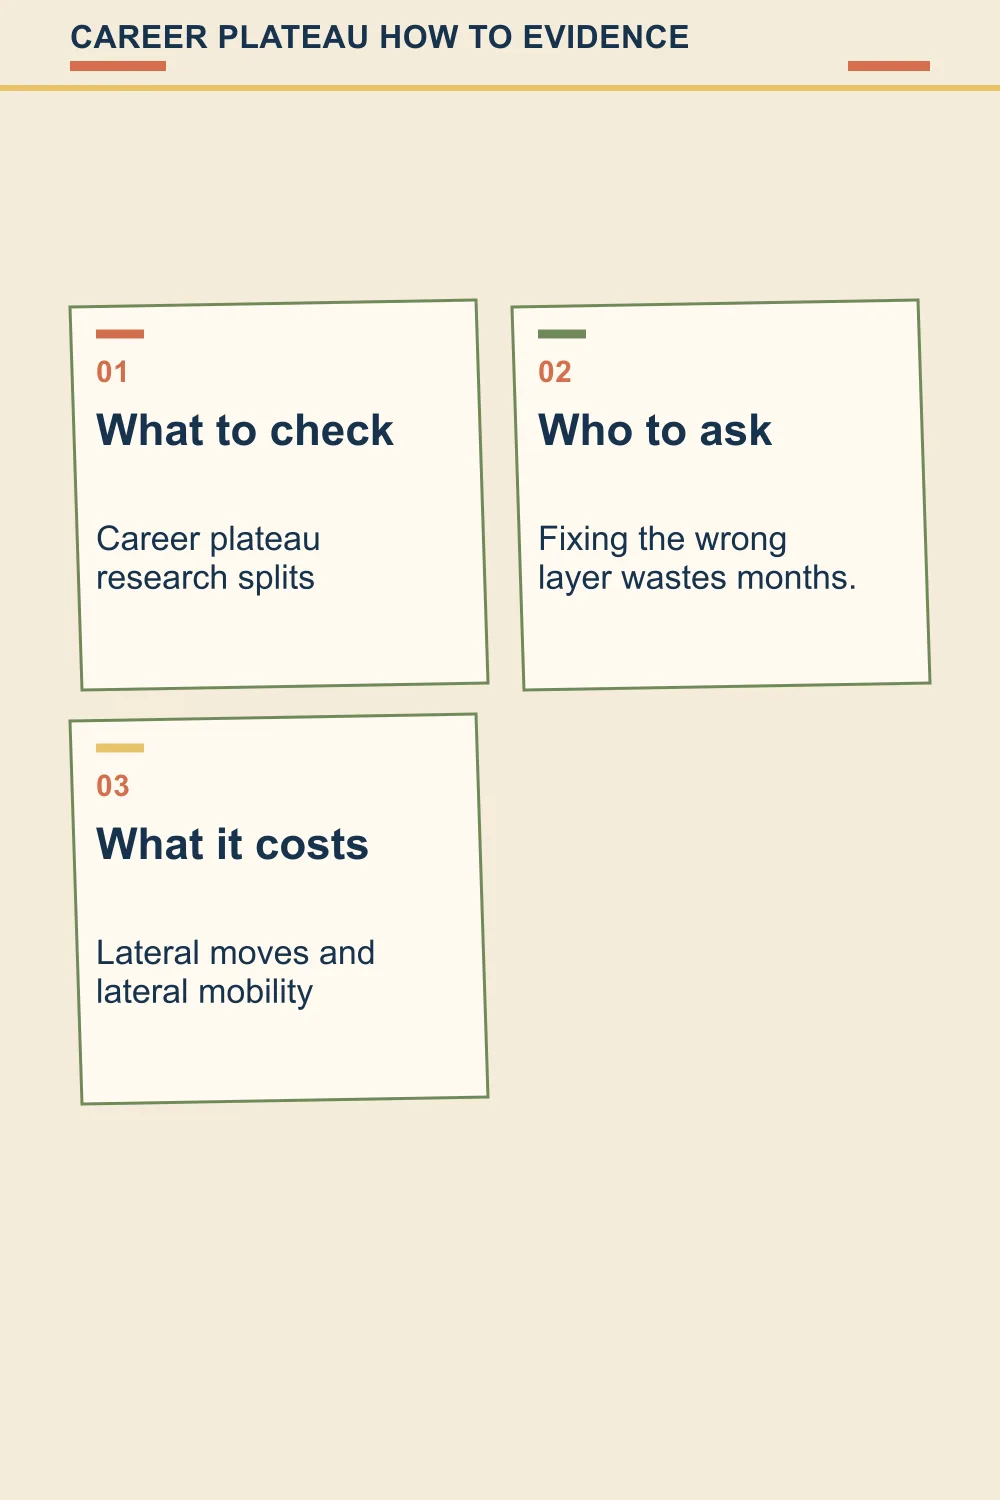 CAREER PLATEAU HOW TO EVIDENCE
01
What to check
Career plateau
research splits
02
Who to ask
Fixing the wrong
layer wastes months.
03
What it costs
Lateral moves and
lateral mobility